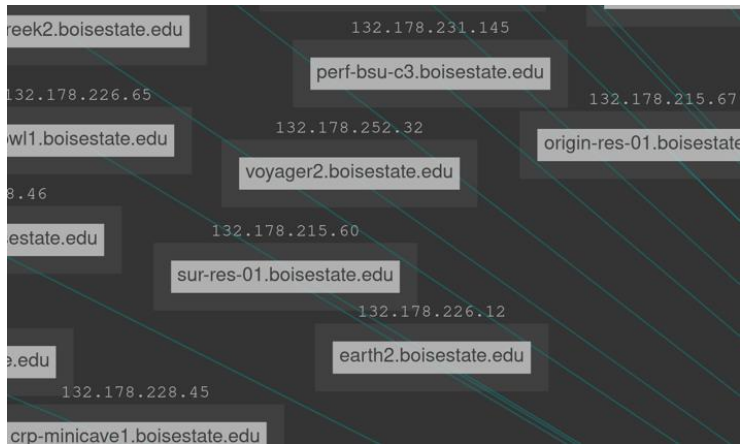 reek2.boisestate.edu
132.178.231.145
perf-bsu-c3.boisestate.edu
132.178.226.65
132.178.215.67
owl1.boisestate.edu
132.178.252.32
origin-res-01.boisestate
voyager2.boisestate.edu
8.46
sestate.edu
132.178.215.60
sur-res-01.boisestate.edu
132.178.226.12
e.edu
earth2.boisestate.edu
132.178.228.45
crp-minicave1.boisestate.edu